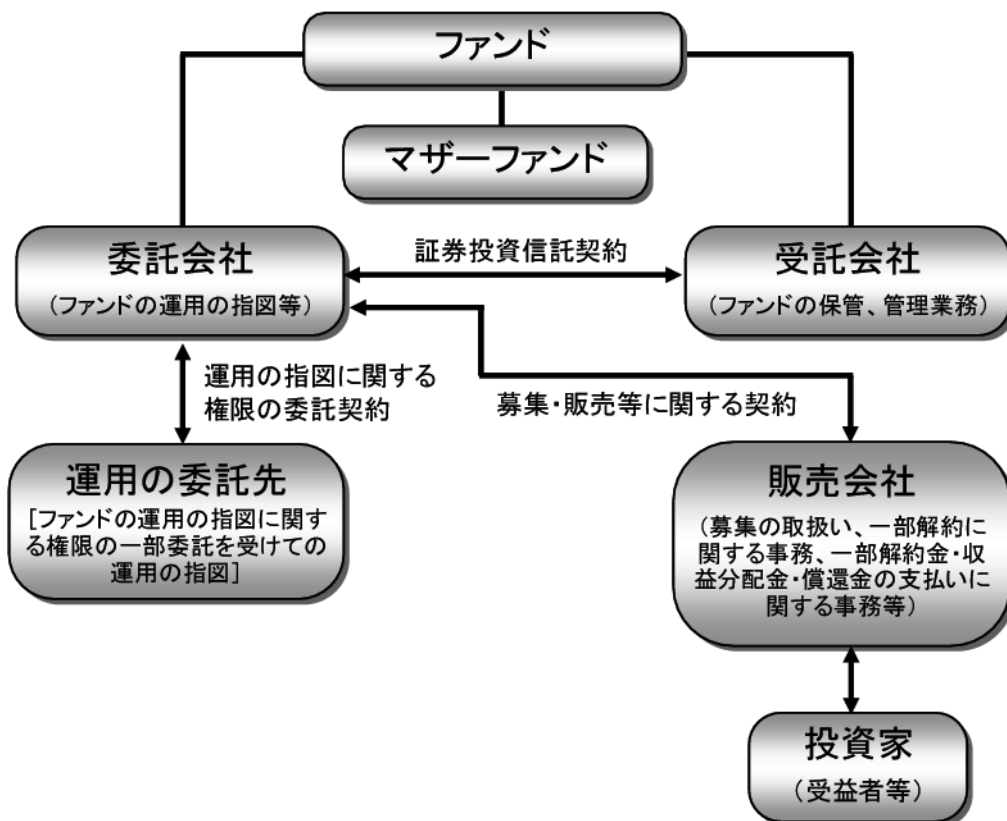 ファンド
マザーファンド
委託会社
（ファンドの運用の指図等）
証券投資信託契約
受託会社
（ファンドの保管、管理業務）
運用の指図に関する
権限の委託契約
募集・販売等に関する契約
運用の委託先
［ファンドの運用の指図に関す
る権限の一部委託を受けての
運用の指図］
販売会社
（募集の取扱い、一部解約に
関する事務、一部解約金・収
益分配金・償還金の支払いに
関する事務等）
投資家
（受益者等）